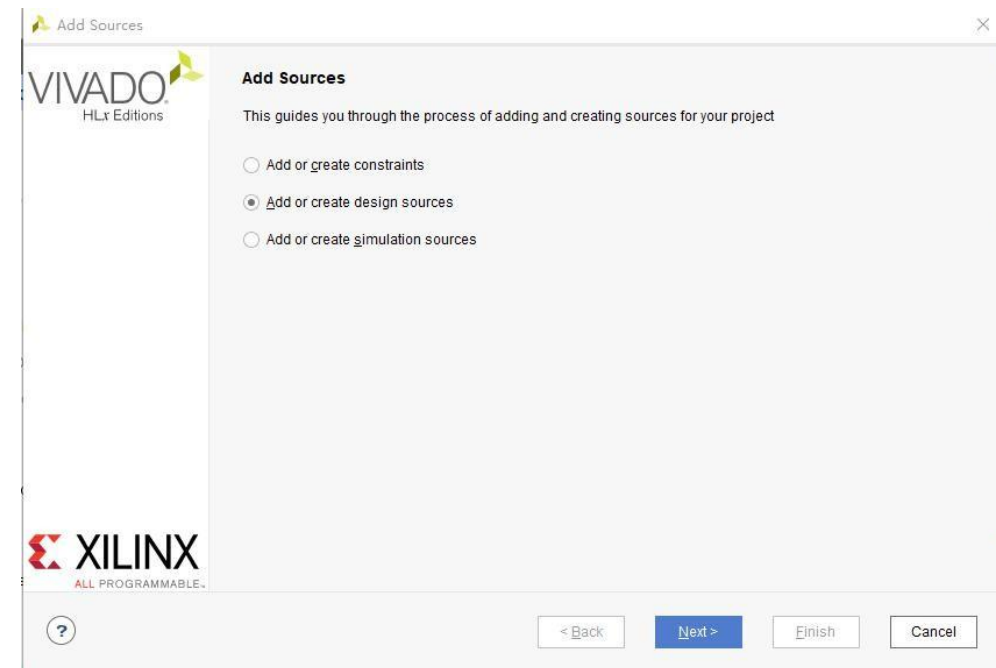 Add Sources
VIVADO
HLx Editions
Add Sources
This guides you through the process of adding and creating sources for your project
Add or create constraints
Add or create design sources
Add or create simulation sources
XILINX
ALL PROGRAMMABLE™
?
< Back
Next >
Finish
Cancel